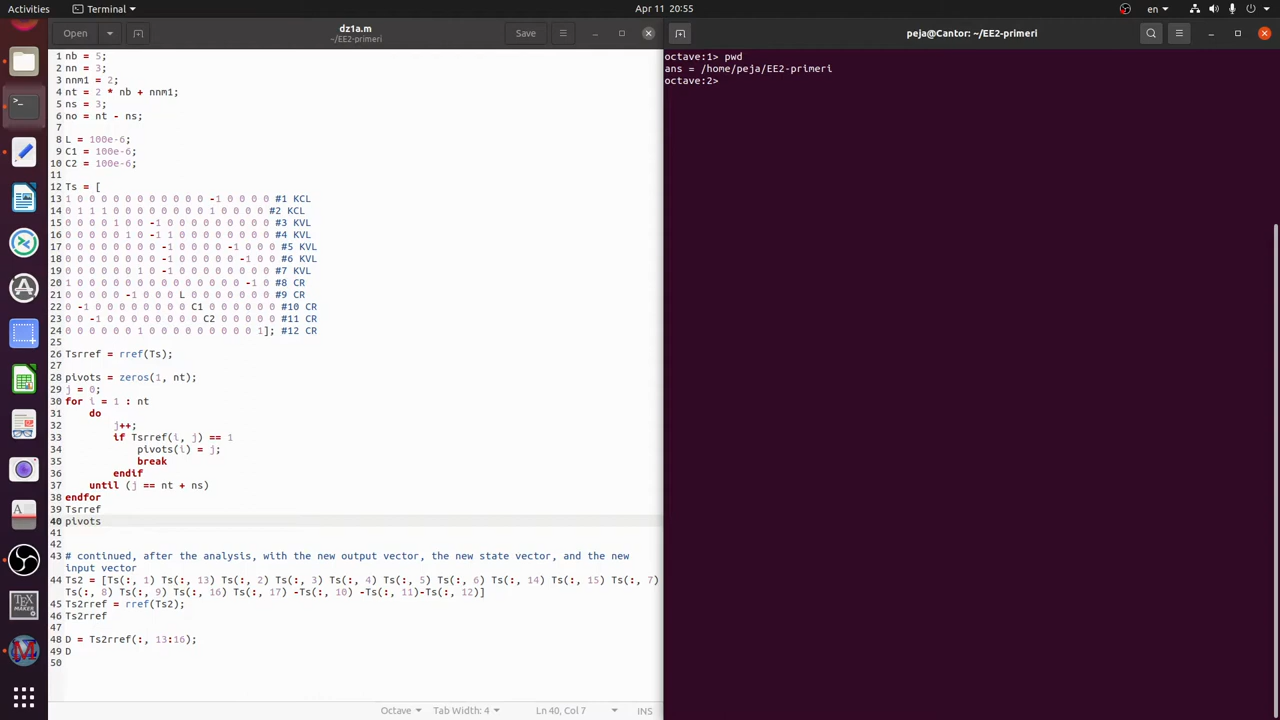 Activities
Terminal
Apr 11 20:55
en
Open
dz1a.m
~/EE2-primeri
Save
1 nb = 5;
2 nn = 3;
3 nnm1 = 2;
4 nt = 2 * nb + nnm1;
5 ns = 3;
6 no = nt - ns;
7
8 L = 100e-6;
9 C1 = 100e-6;
10 C2 = 100e-6;
11
12 Ts = [
13 1 0 0 0 0 0 0 0 0 0 0 0 -1 0 0 0 0 #1 KCL
14 0 1 1 1 0 0 0 0 0 0 0 0 1 0 0 0 0 #2 KCL
15 0 0 0 0 1 0 0 -1 0 0 0 0 0 0 0 0 0 #3 KVL
16 0 0 0 0 0 1 0 -1 1 0 0 0 0 0 0 0 0 #4 KVL
17 0 0 0 0 0 0 0 0 -1 0 0 0 0 -1 0 0 0 #5 KVL
18 0 0 0 0 0 0 0 0 -1 0 0 0 0 0 -1 0 0 #6 KVL
19 0 0 0 0 0 0 1 0 -1 0 0 0 0 0 0 0 0 #7 KVL
20 1 0 0 0 0 0 0 0 0 0 0 0 0 0 0 -1 0 #8 CR
21 0 0 0 0 0 -1 0 0 0 L 0 0 0 0 0 0 0 #9 CR
22 0 -1 0 0 0 0 0 0 0 0 C1 0 0 0 0 0 0 #10 CR
23 0 0 -1 0 0 0 0 0 0 0 0 C2 0 0 0 0 0 #11 CR
24 0 0 0 0 0 0 1 0 0 0 0 0 0 0 0 0 1]; #12 CR
25
26 Tsrref = rref(Ts);
27
28 pivots = zeros(1, nt);
29 j = 0;
30 for i = 1 : nt
31 do
32 j++;
33 if Tsrref(i, j) == 1
34 pivots(i) = j;
35 break
36 endif
37 until (j == nt + ns)
38 endfor
39 Tsrref
40 pivots
41
42
43 # continued, after the analysis, with the new output vector, the new state vector, and the new
input vector
44 Ts2 = [Ts(:, 1) Ts(:, 13) Ts(:, 2) Ts(:, 3) Ts(:, 4) Ts(:, 5) Ts(:, 6) Ts(:, 14) Ts(:, 15) Ts(:, 7)
Ts(:, 8) Ts(:, 9) Ts(:, 16) Ts(:, 17) -Ts(:, 10) -Ts(:, 11)-Ts(:, 12)]
45 Ts2rref = rref(Ts2);
46 Ts2rref
47
48 D = Ts2rref(:, 13:16);
49 D
50
Octave
Tab Width: 4
Ln 40, Col 7
INS
peja@Cantor: ~/EE2-primeri
octave:1> pwd
ans = /home/peja/EE2-primeri
octave:2>